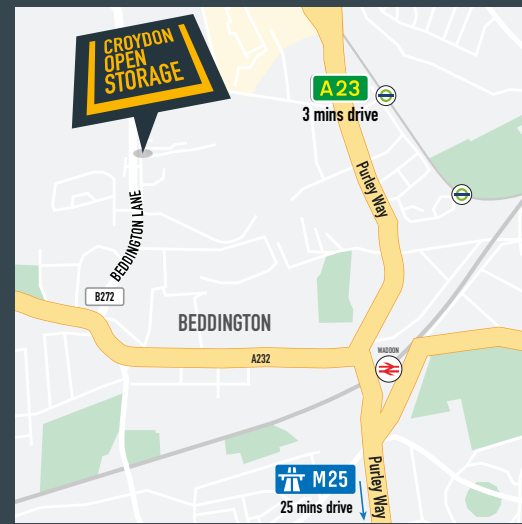 CROYDON
OPEN
STORAGE
A23
3 mins drive
Purley Way
BEDDINGTON LANE
B272
BEDDINGTON
WADDON
A232
M25
25 mins drive
Purley Way